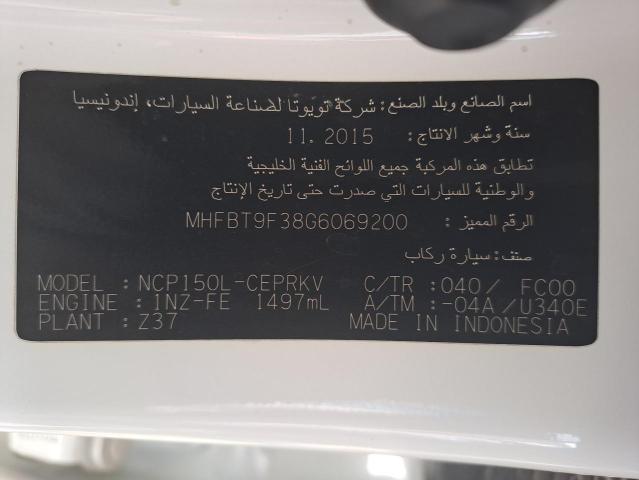 اسم الصانع وبلد الصنع: شركة تويوتا لصناعة السيارات، إندونيسيا
سنة وشهر الانتاج: 11, 2015
تطابق هذه المركبة جميع اللوائح الفنية الخليجية
والوطنية للسيارات التي صدرت حتى تاريخ الإنتاج
الرقم المميز: MHFBT9F38G6069200
صنف: سيارة ركاب
MODEL : NCP150L-CEPRKV C/TR :040/ FC00
ENGINE : 1NZ-FE 1497mL A/TM :-04A/U340E
PLANT : Z37 MADE IN INDONESIA